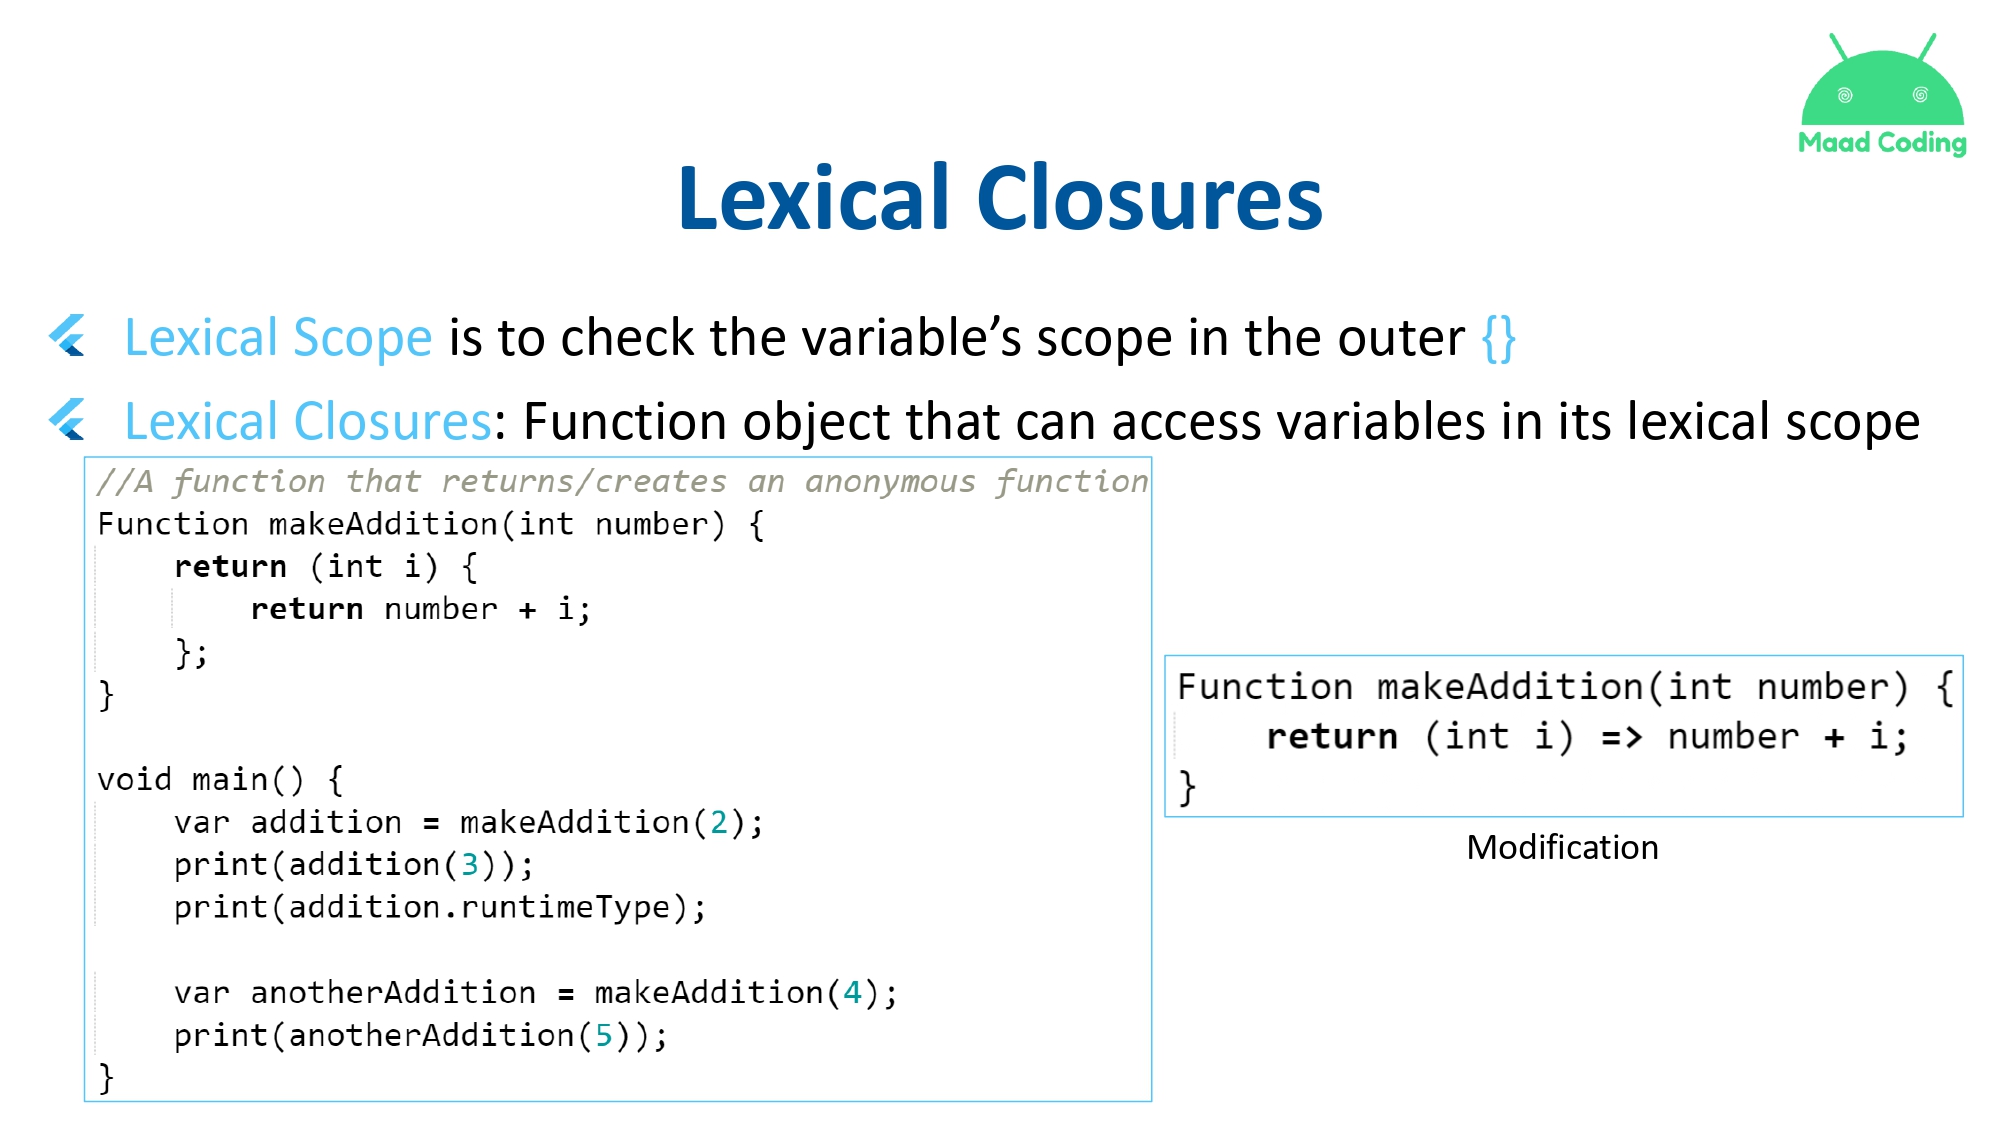 Maad Coding
Lexical Closures
Lexical Scope is to check the variable’s scope in the outer {}
Lexical Closures: Function object that can access variables in its lexical scope
//A function that returns/creates an anonymous function
Function makeAddition(int number) {
    return (int i) {
        return number + i;
    };
}

void main() {
    var addition = makeAddition(2);
    print(addition(3));
    print(addition.runtimeType);

    var anotherAddition = makeAddition(4);
    print(anotherAddition(5));
}
Function makeAddition(int number) {
    return (int i) => number + i;
}
Modification